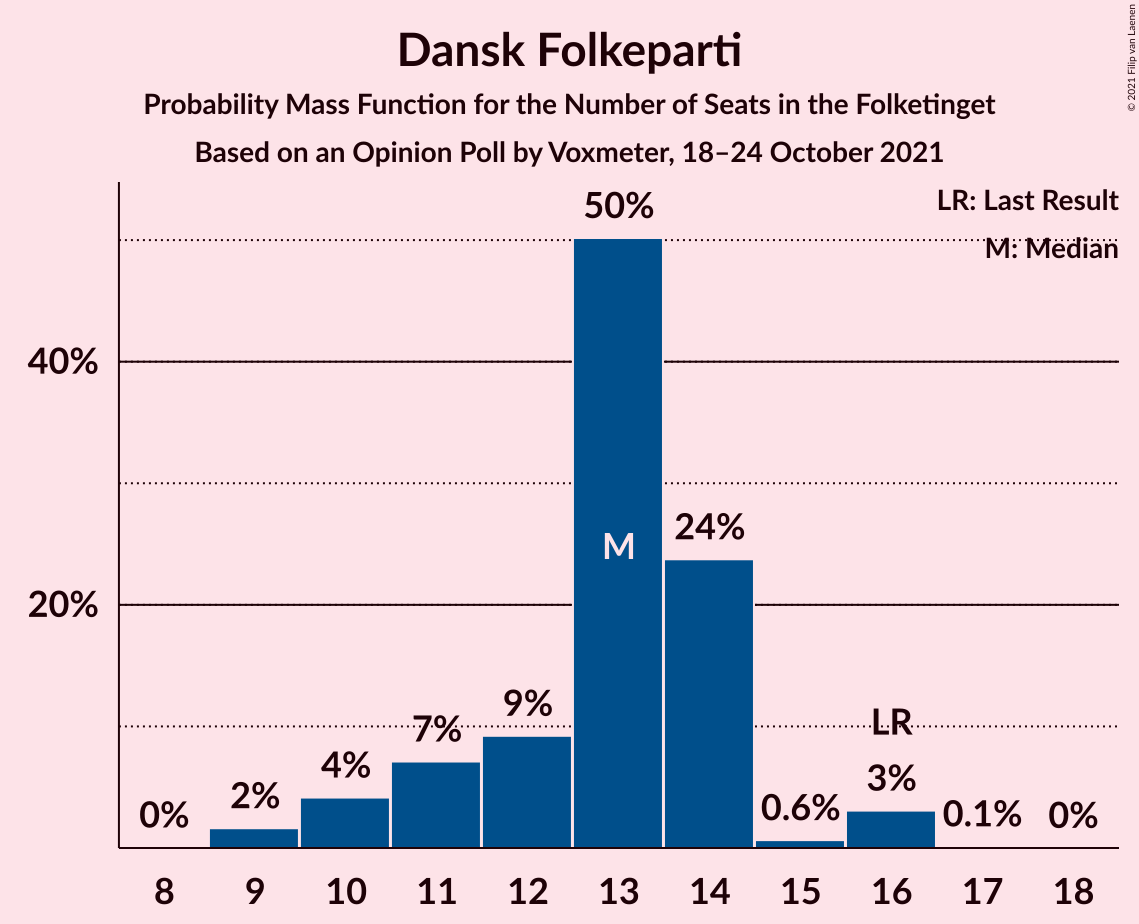 Dansk Folkeparti
Probability Mass Function for the Number of Seats in the Folketinget
Based on an Opinion Poll by Voxmeter, 18–24 October 2021
© 2021 Filip van Laenen
LR: Last Result
M: Median
40%
20%
0%
2%
4%
7%
9%
50%
M
24%
0.6%
LR
3%
0.1%
0%
8 9 10 11 12 13 14 15 16 17 18